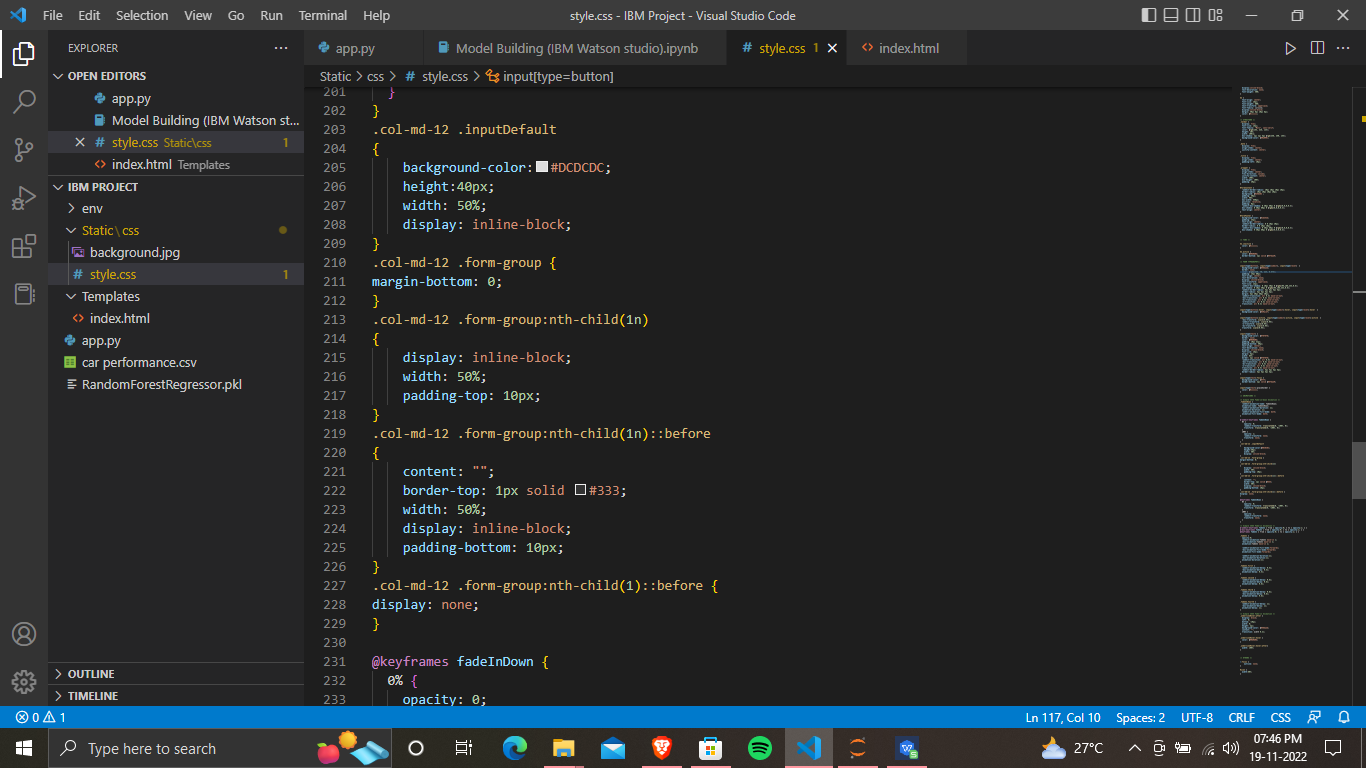 File Edit Selection View Go Run Terminal Help
style.css - IBM Project - Visual Studio Code
EXPLORER
OPEN EDITORS
app.py
Model Building (IBM Watson st...
style.css Static\css 1
index.html Templates
IBM PROJECT
env
Static\css
background.jpg
style.css 1
Templates
index.html
app.py
car performance.csv
RandomForestRegressor.pkl
OUTLINE
TIMELINE
app.py
Model Building (IBM Watson studio).ipynb
style.css 1
index.html
Static > css > # style.css > input[type=button]
201 }
202 }
203 .col-md-12 .inputDefault
204 {
205 background-color: #DCDCDC;
206 height:40px;
207 width: 50%;
208 display: inline-block;
209 }
210 .col-md-12 .form-group {
211 margin-bottom: 0;
212 }
213 .col-md-12 .form-group:nth-child(1n)
214 {
215 display: inline-block;
216 width: 50%;
217 padding-top: 10px;
218 }
219 .col-md-12 .form-group:nth-child(1n)::before
220 {
221 content: "";
222 border-top: 1px solid #333;
223 width: 50%;
224 display: inline-block;
225 padding-bottom: 10px;
226 }
227 .col-md-12 .form-group:nth-child(1)::before {
228 display: none;
229 }
230
231 @keyframes fadeInDown {
232 0% {
233 opacity: 0;
0 1
Ln 117, Col 10 Spaces: 2 UTF-8 CRLF CSS
Type here to search
27°C
07:46 PM
19-11-2022